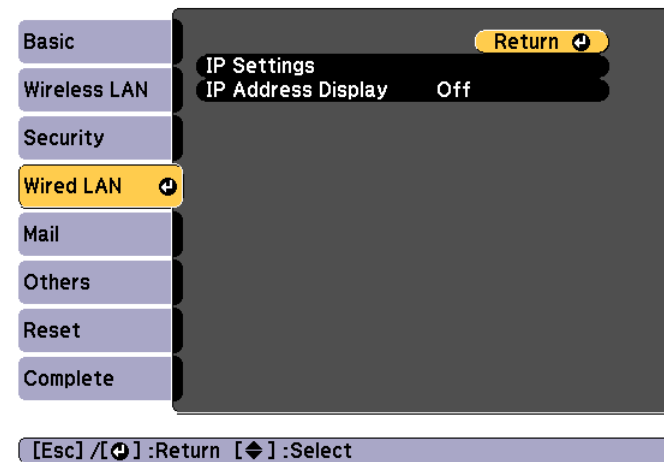 Basic
Wireless LAN
Security
Wired LAN
Mail
Others
Reset
Complete
Return
IP Settings
IP Address Display Off
[Esc] /[ ] :Return [ ] :Select